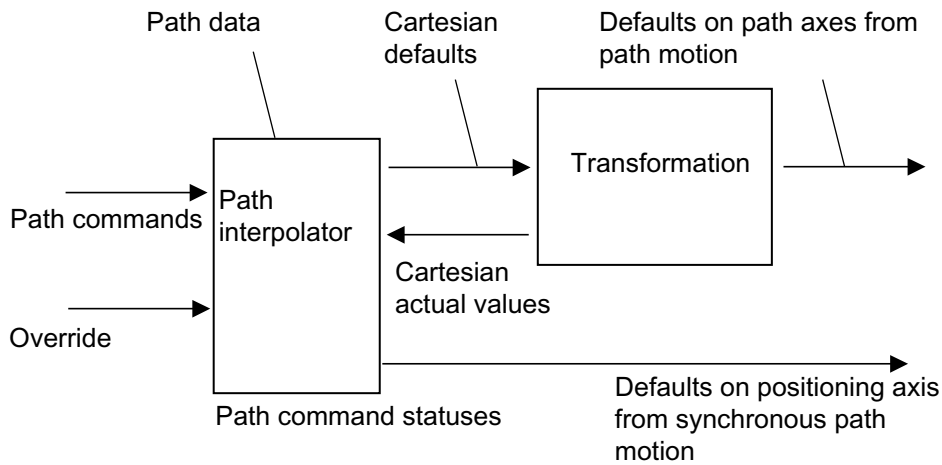 Path data
Cartesian
defaults
Defaults on path axes from
path motion
Transformation
Path commands
Path
interpolator
Cartesian
actual values
Override
Path command statuses
Defaults on positioning axis
from synchronous path
motion